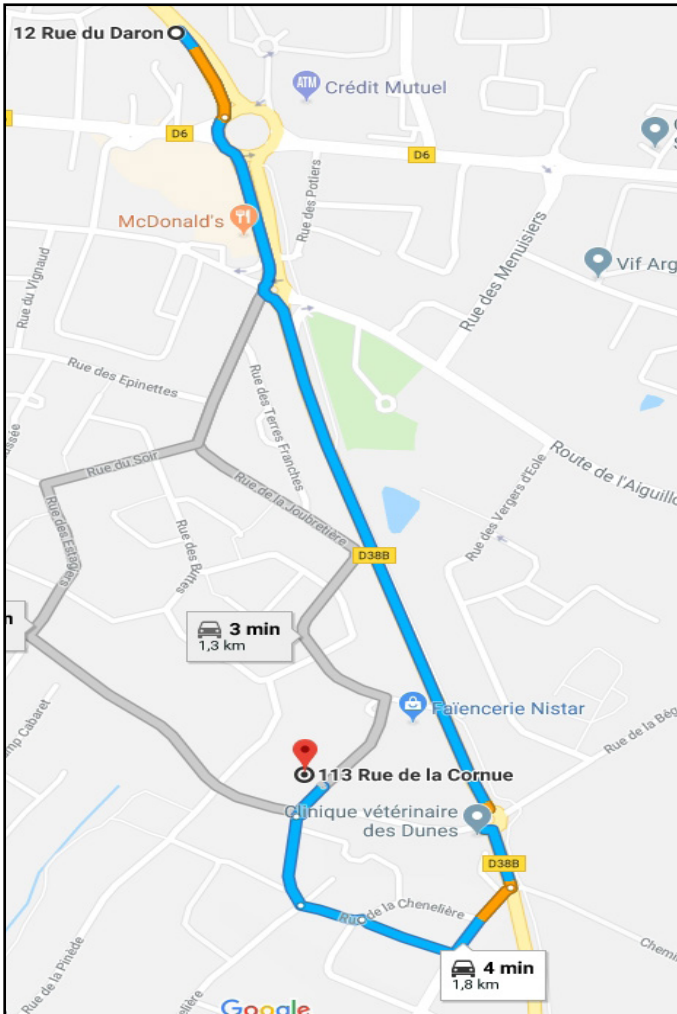 12 Rue du Daron
ATM
Crédit Mutuel
D6
D6
McDonald's
Rue des Potiers
Rue du Vignaud
Rue des Menuisiers
Vif Arg
Rue des Epinettes
Rue des Terres Franches
Route de l'Aiguillo
Rue du Soir
Rue de la Joubretière
Rue des Vergers d'Eole
Rue des Estagers
Rue des Buttes
D38B
3 min
1,3 km
Faïencerie Nistar
Rue de la Bég
113 Rue de la Cornue
Clinique vétérinaire
des Dunes
D38B
Rue de la Chenelière
Chemi
4 min
1,8 km
Rue de la Pinède
Google